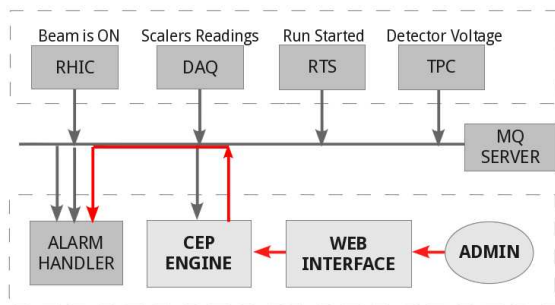 Beam is ON
Scalers Readings
Run Started
Detector Voltage
RHIC
DAQ
RTS
TPC
MQ
SERVER
ALARM
HANDLER
CEP
ENGINE
WEB
INTERFACE
ADMIN